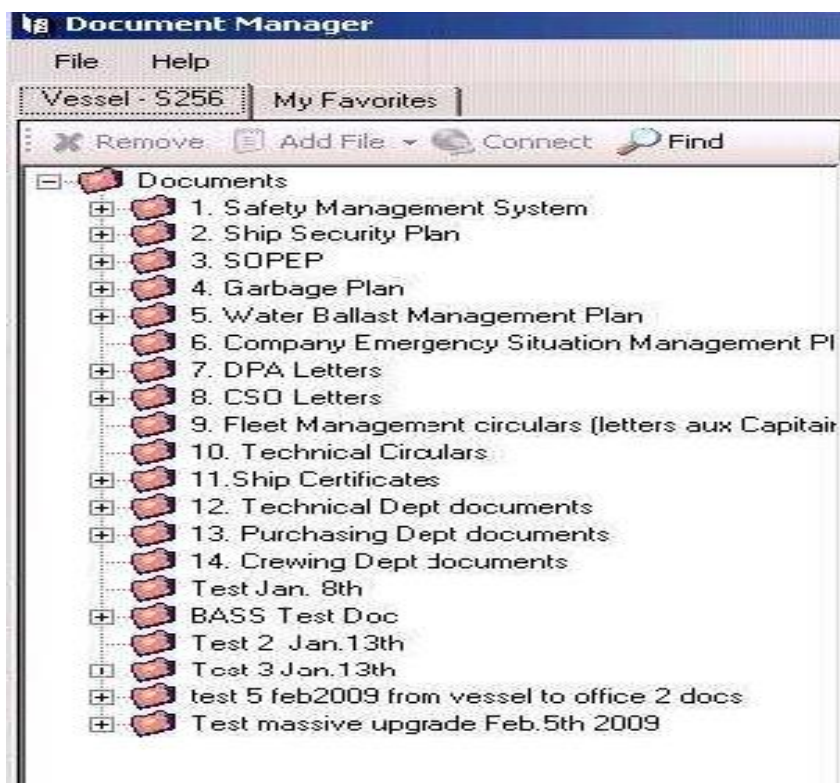 Document Manager
File Help
Vessel - S256 My Favorites
Remove Add File Connect Find
Documents
1. Safety Management System
2. Ship Security Plan
3. SOPEP
4. Garbage Plan
5. Water Ballast Management Plan
6. Company Emergency Situation Management Pl
7. DPA Letters
8. CSO Letters
9. Fleet Management circulars (letters aux Capitair
10. Technical Circulars
11.Ship Certificates
12. Technical Dept documents
13. Purchasing Dept documents
14. Crewing Dept documents
Test Jan. 8th
BASS Test Doc
Test 2 Jan.13th
Test 3 Jan.13th
test 5 feb2009 from vessel to office 2 docs
Test massive upgrade Feb.5th 2009